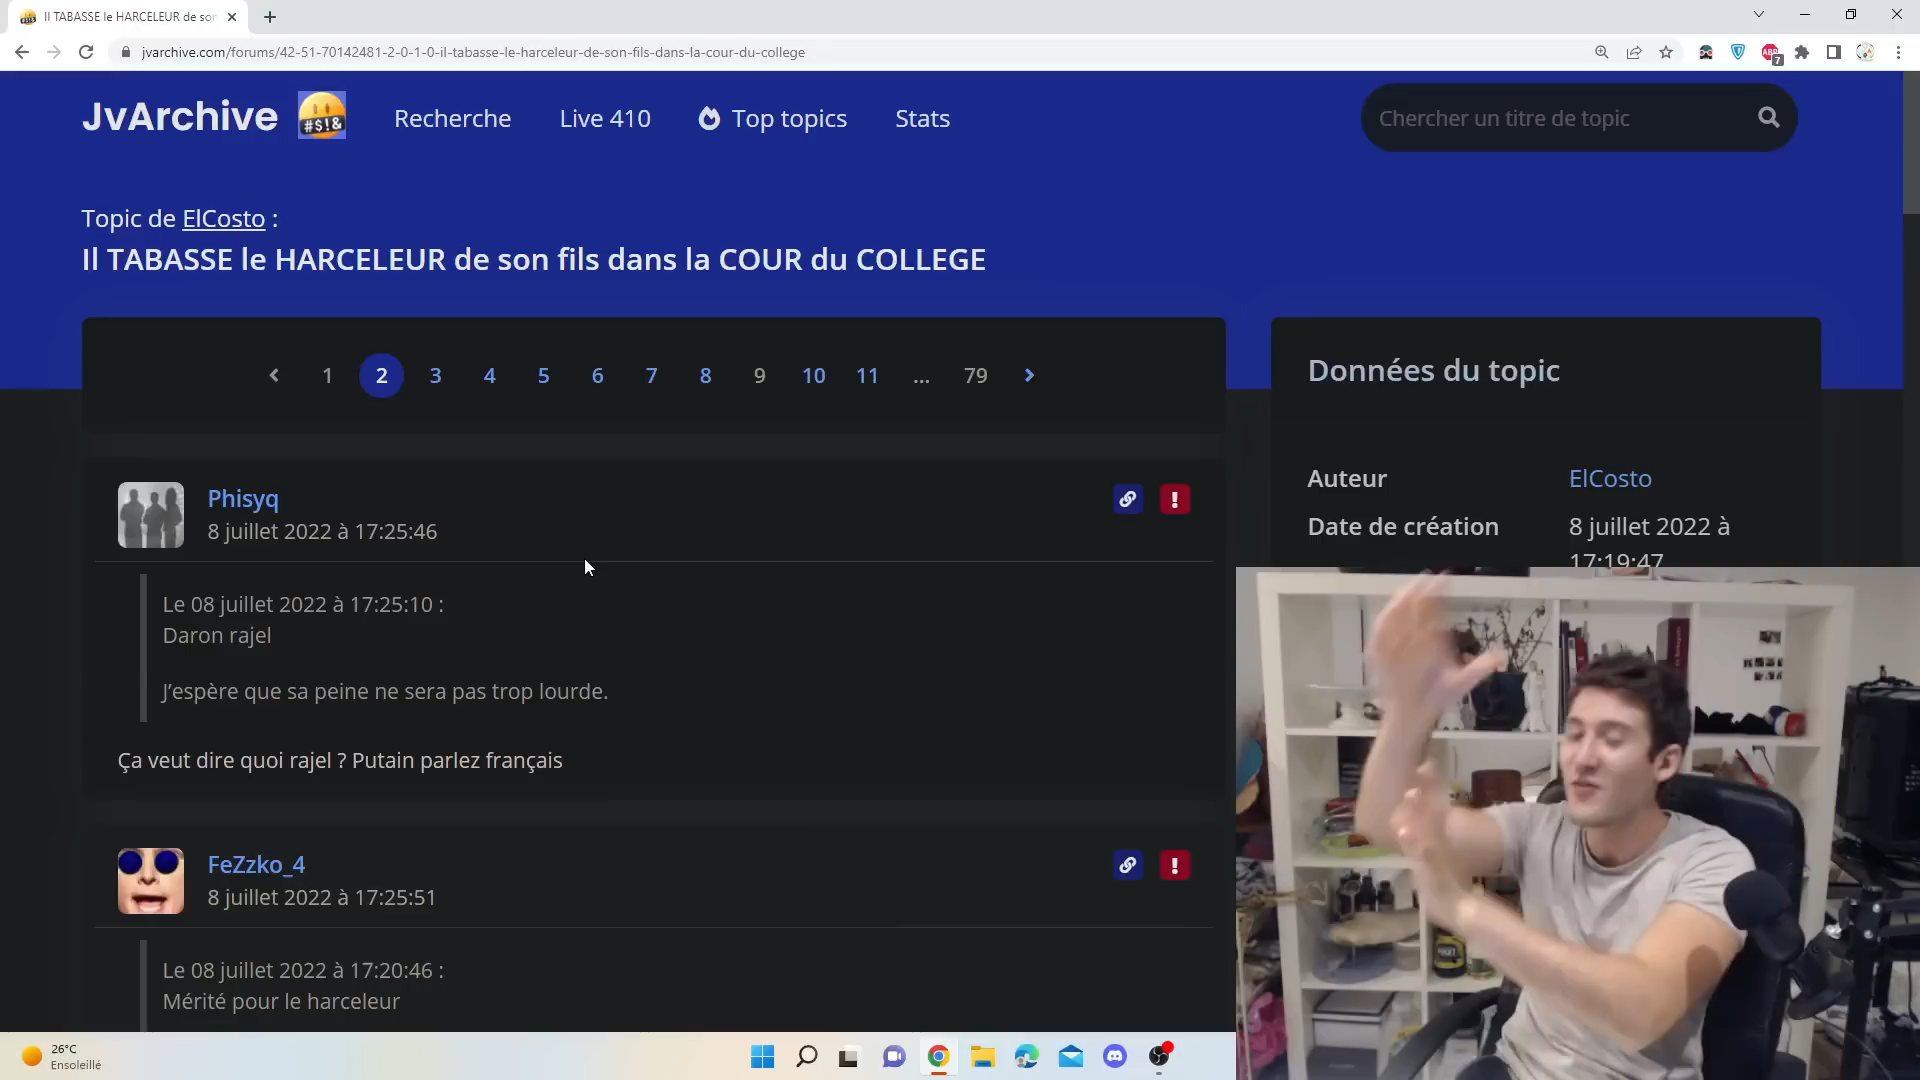 Il TABASSE le HARCELEUR de son
jvarchive.com/forums/42-51-70142481-2-0-1-0-il-tabasse-le-harceleur-de-son-fils-dans-la-cour-du-college
ABP
7
JvArchive
#$!&
Recherche
Live 410
Top topics
Stats
Chercher un titre de topic
Topic de ElCosto :
Il TABASSE le HARCELEUR de son fils dans la COUR du COLLEGE
1 2 3 4 5 6 7 8 9 10 11 ... 79
Données du topic
Auteur ElCosto
Date de création 8 juillet 2022 à
17:19:47
Phisyq
8 juillet 2022 à 17:25:46
Le 08 juillet 2022 à 17:25:10 :
Daron rajel
J’espère que sa peine ne sera pas trop lourde.
Ça veut dire quoi rajel ? Putain parlez français
FeZzko_4
8 juillet 2022 à 17:25:51
Le 08 juillet 2022 à 17:20:46 :
Mérité pour le harceleur
26°C
Ensoleillé